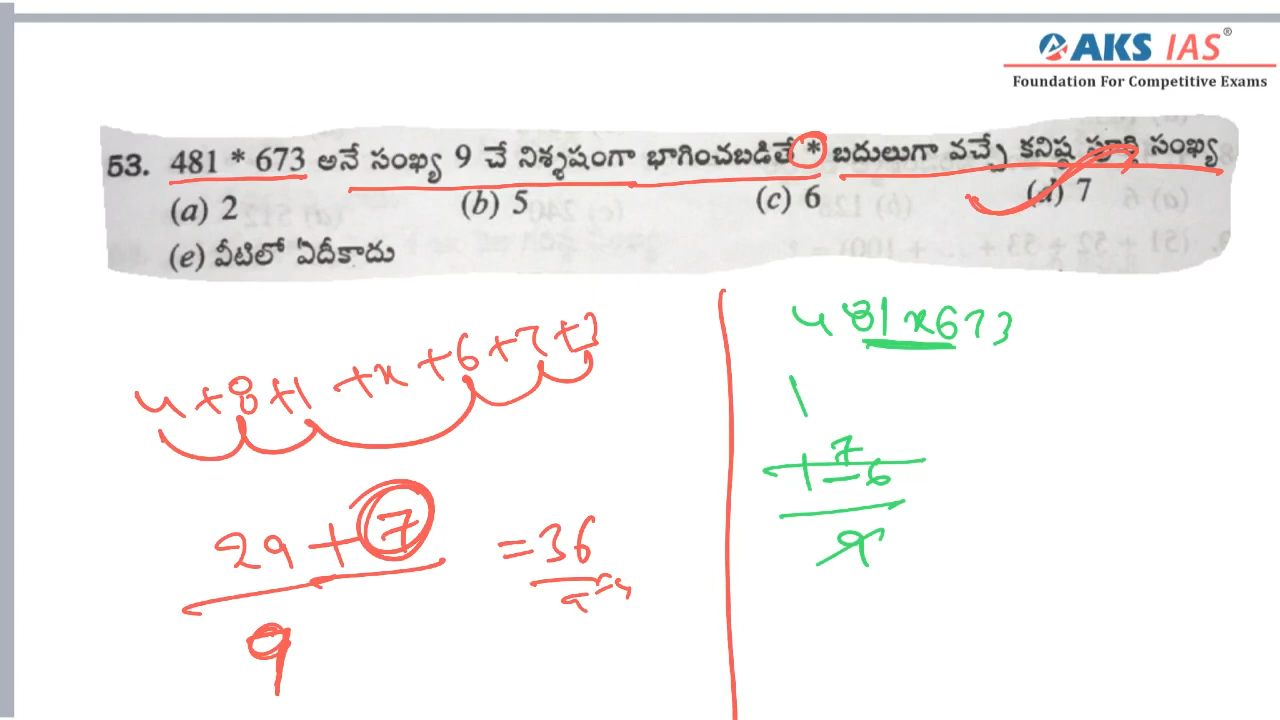 AKS IAS®
Foundation For Competitive Exams
53. 481 * 673 అనే సంఖ్య 9 చే నిశ్శేషంగా భాగించబడితే * బదులుగా వచ్చే కనిష్ఠ పూర్ణ సంఖ్య
(a) 2 (b) 5 (c) 6 (d) 7
(e) వీటిలో ఏదీకాదు
4 + 8 + 1 + x + 6 + 7 + 3
29 + 7 = 36
9
481x673
1
7
6
9